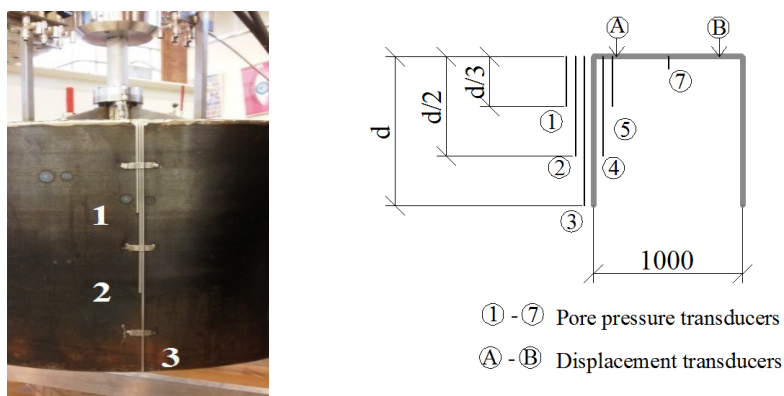 1
2
3
A
B
d
d/2
d/3
1
2
3
4
5
7
1000
1 - 7 Pore pressure transducers
A - B Displacement transducers